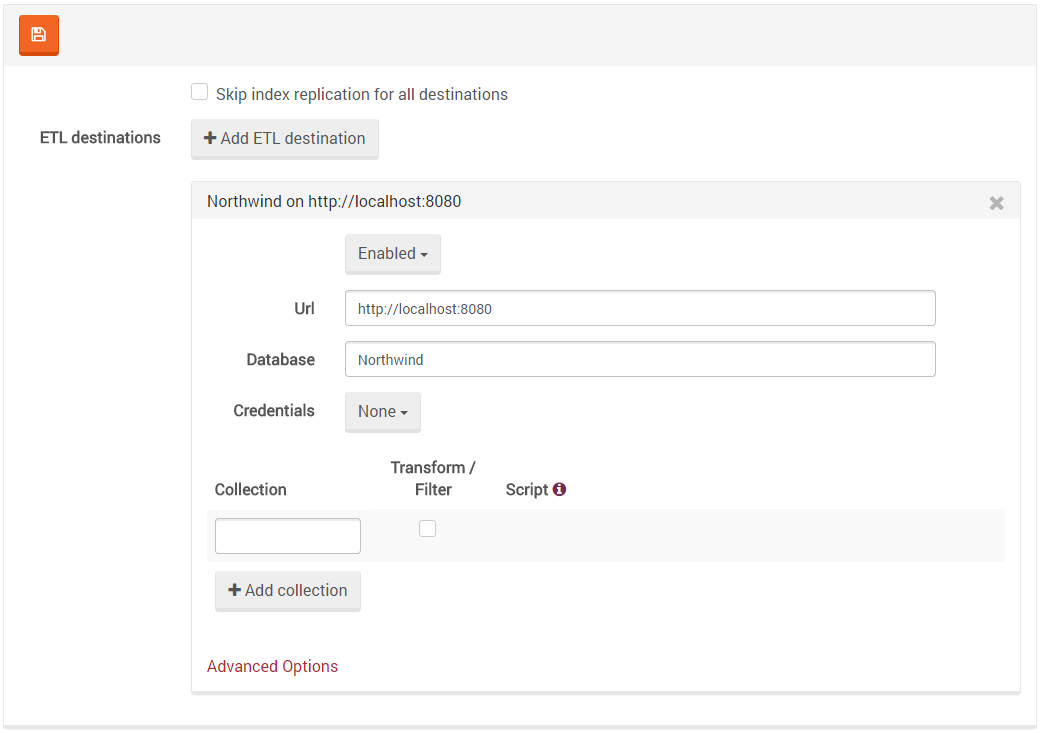 Skip index replication for all destinations
ETL destinations
Add ETL destination
Northwind on http://localhost:8080
Enabled
Url
http://localhost:8080
Database
Northwind
Credentials
None
Collection
Transform /
Filter
Script
Add collection
Advanced Options